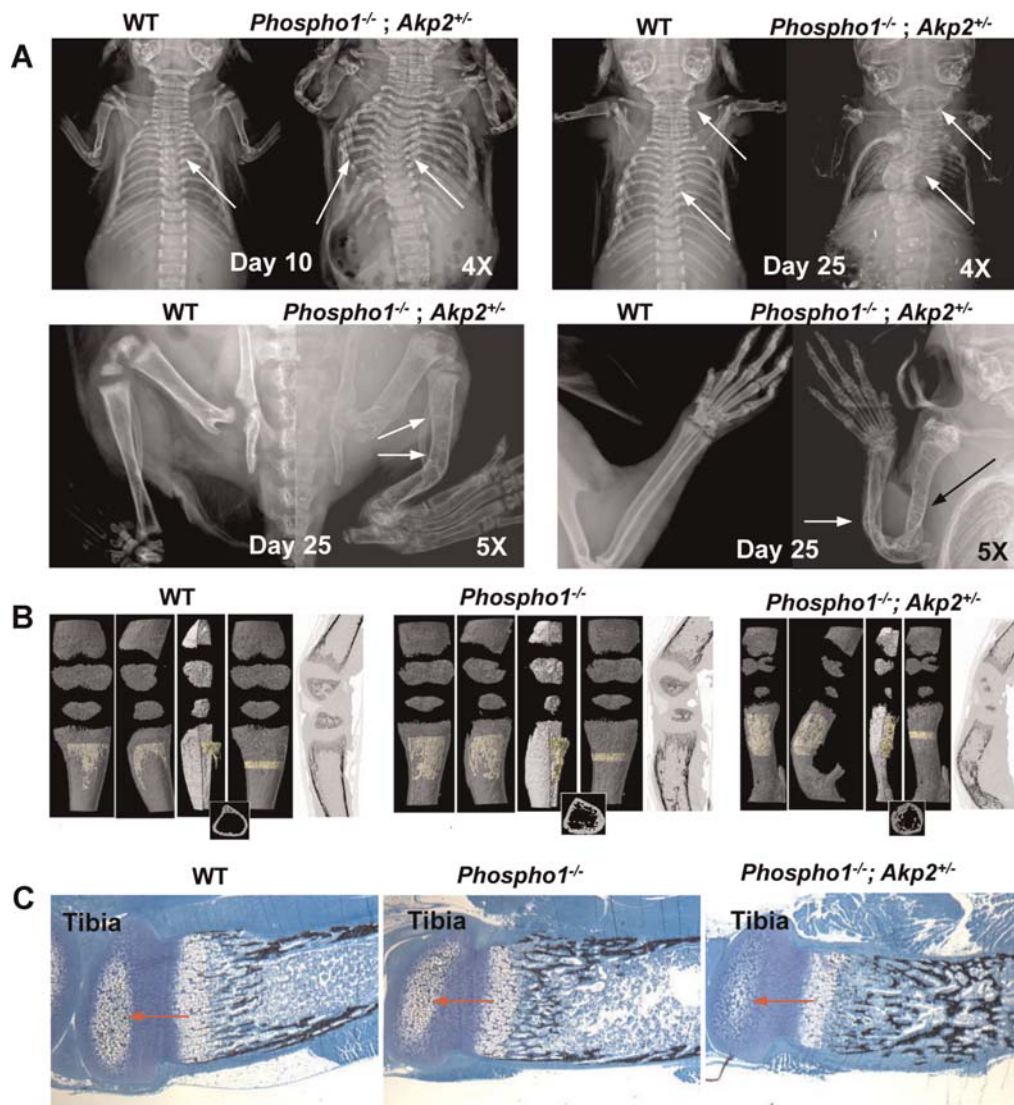 WT Phospho1-/- ; Akp2+/- WT Phospho1-/- ; Akp2+/-
A
Day 10 4X Day 25 4X
WT Phospho1-/- ; Akp2+/- WT Phospho1-/- ; Akp2+/-
Day 25 5X Day 25 5X
B WT Phospho1-/- Phospho1-/-; Akp2+/-
WT Phospho1-/- Phospho1-/-; Akp2+/-
C Tibia Tibia Tibia